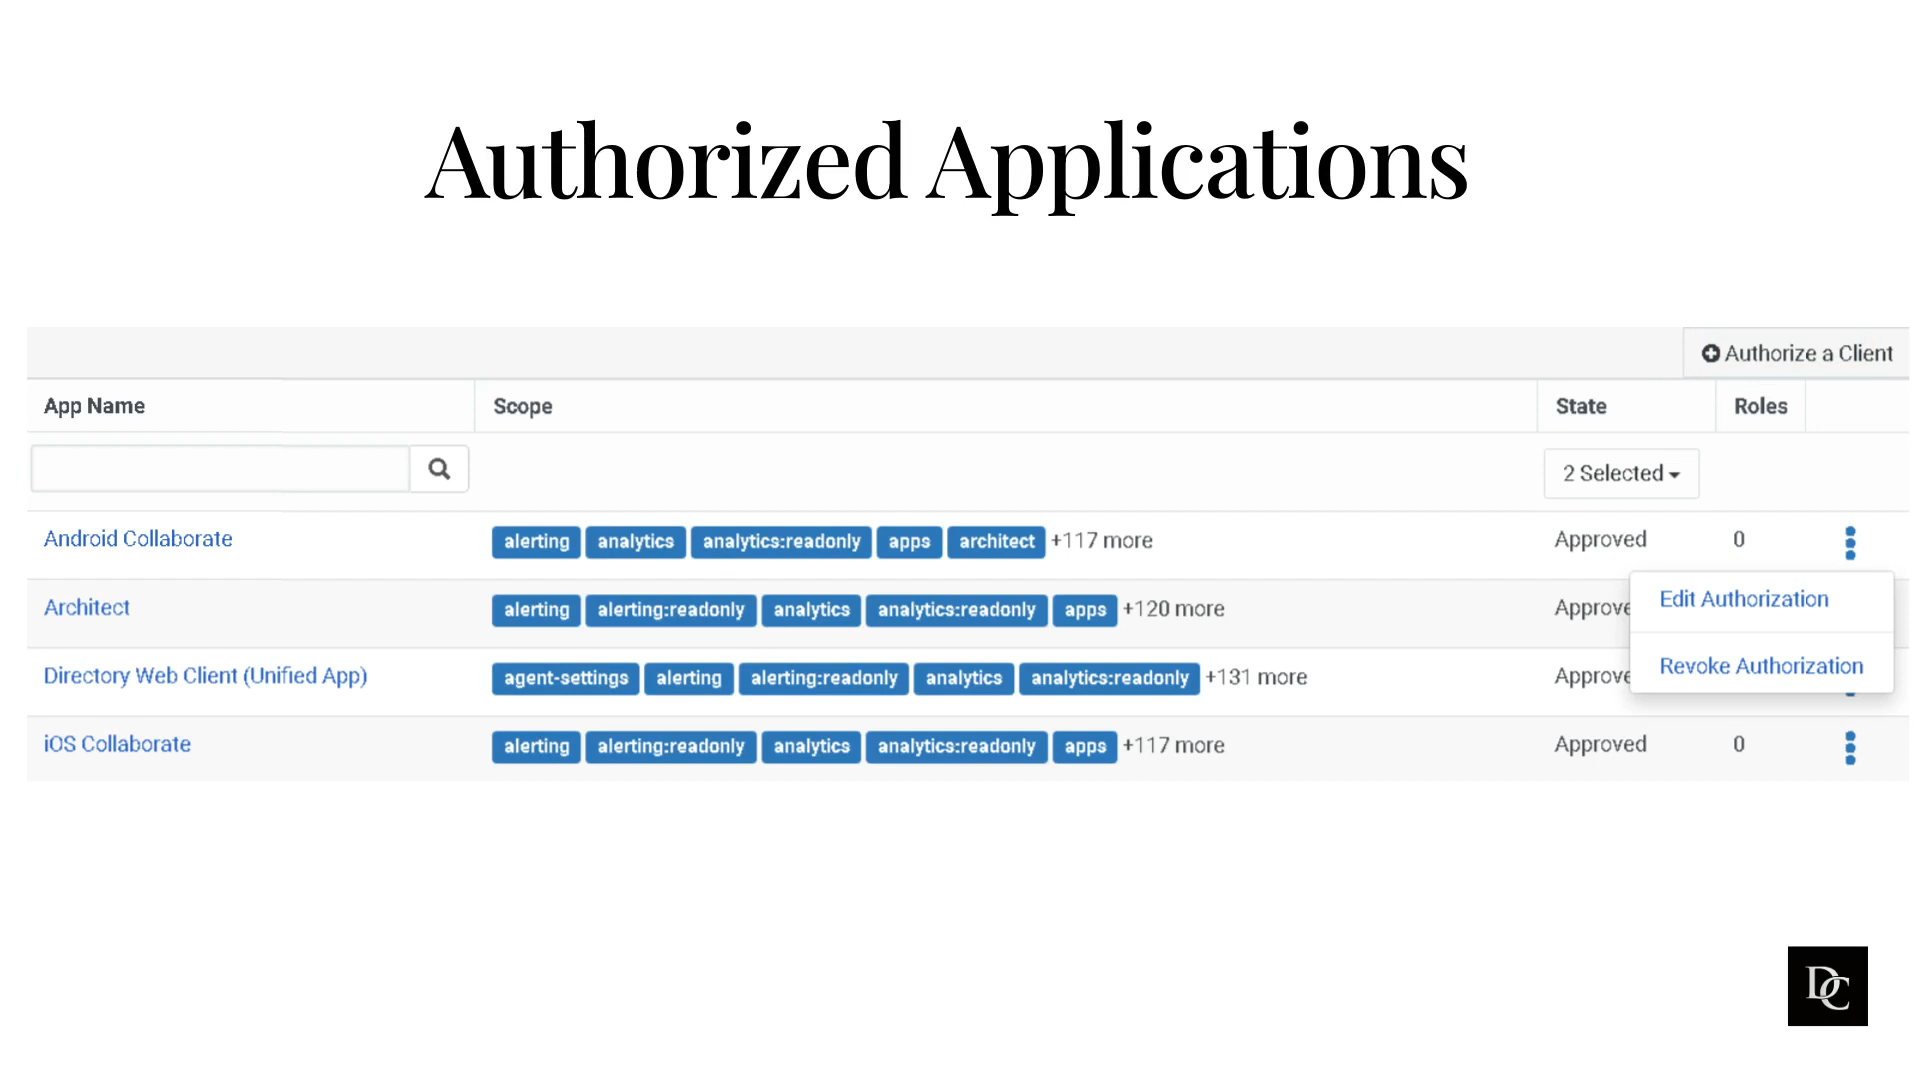 Authorized Applications
Authorize a Client
App Name Scope State Roles
2 Selected
Android Collaborate alerting analytics analytics:readonly apps architect +117 more Approved 0
Architect alerting alerting:readonly analytics analytics:readonly apps +120 more Approve
Edit Authorization
Directory Web Client (Unified App) agent-settings alerting alerting:readonly analytics analytics:readonly +131 more Approve
Revoke Authorization
iOS Collaborate alerting alerting:readonly analytics analytics:readonly apps +117 more Approved 0
DC